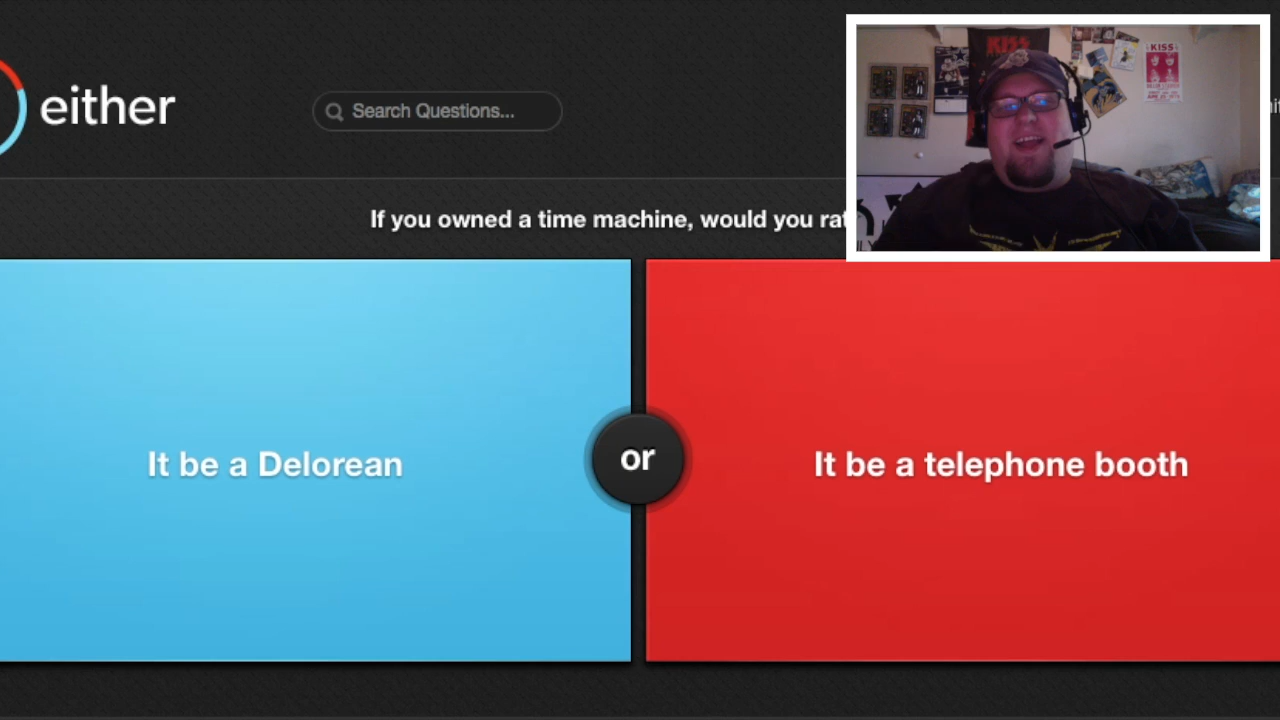 either
Search Questions...
KISS
KISS
If you owned a time machine, would you rat
It be a Delorean
or
It be a telephone booth